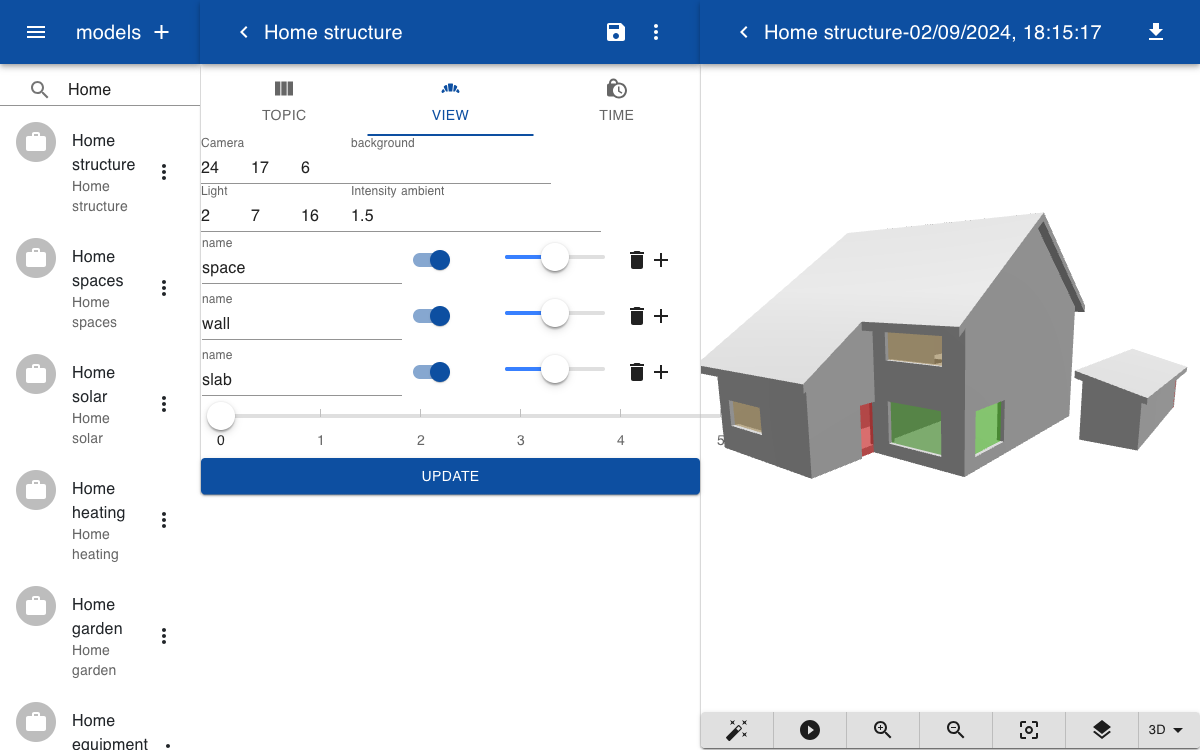 models
Home structure
Home structure-02/09/2024, 18:15:17
Home
Home
structure
Home
structure
Home
spaces
Home
spaces
Home
solar
Home
solar
Home
heating
Home
heating
Home
garden
Home
garden
Home
equipment
TOPIC
VIEW
TIME
Camera
background
24 17 6
Light
Intensity ambient
2 7 16 1.5
name
space
name
wall
name
slab
0 1 2 3 4 5
UPDATE
3D